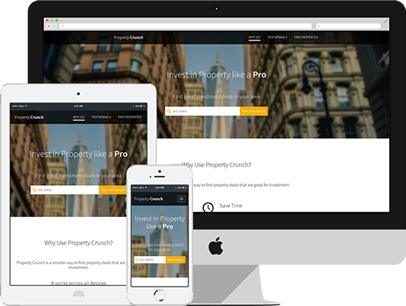 Property Crunch
WHY US?
TESTIMONIALS
FIND PROPERTIES
Invest in Property like a Pro
Find great investment deals in your area.
Why Use Property Crunch?
way to find property deals that are great for investment.
Save Time
Property Crunch
WHY US?
TESTIMONIALS
FIND PROPERTIES
Invest in Property like a Pro
Find great investment deals in your area.
Why Use Property Crunch?
Property Crunch is a smarter way to find property deals that are great for
investment.
It works across all devices
Property Crunch
Invest in Property
like a Pro